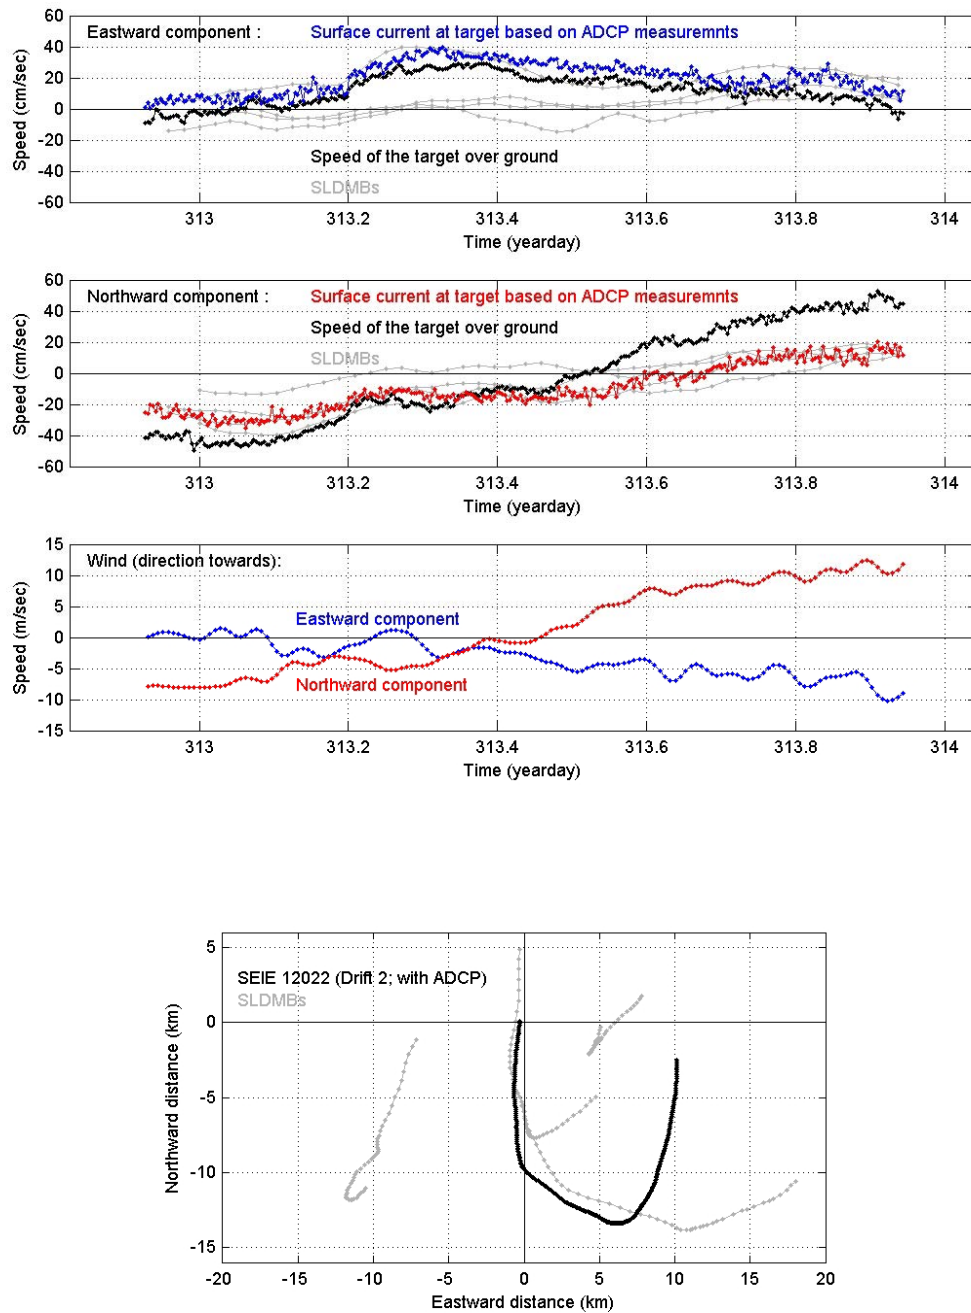 60
Eastward component : Surface current at target based on ADCP measuremnts
40
20
0
-20
Speed of the target over ground
-40
SLDMBs
-60
Speed (cm/sec)
313 313.2 313.4 313.6 313.8 314
Time (yearday)
60
Northward component : Surface current at target based on ADCP measuremnts
40
Speed of the target over ground
20
SLDMBs
0
-20
-40
-60
Speed (cm/sec)
313 313.2 313.4 313.6 313.8 314
Time (yearday)
15
Wind (direction towards):
10
5
Eastward component
0
-5
Northward component
-10
-15
Speed (m/sec)
313 313.2 313.4 313.6 313.8 314
Time (yearday)
5
SEIE 12022 (Drift 2; with ADCP)
SLDMBs
0
-5
-10
-15
Northward distance (km)
-20 -15 -10 -5 0 5 10 15 20
Eastward distance (km)